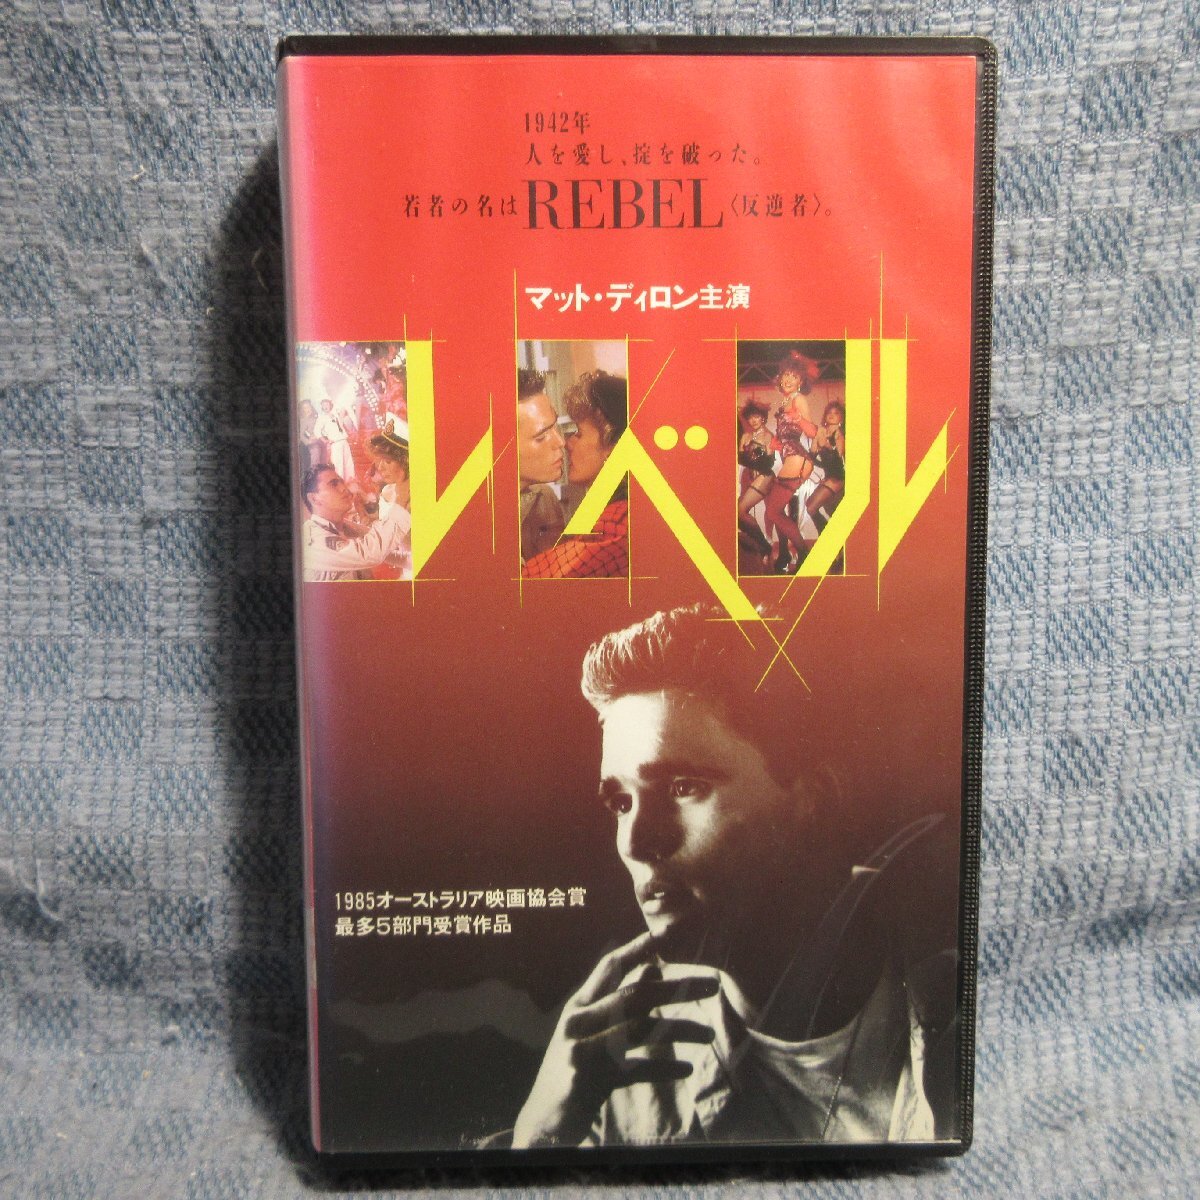 1942年
人を愛し、掟を破った。
若者の名はREBEL〈反逆者〉。
マット・ディロン主演
レベル
1985オーストラリア映画協会賞
最多5部門受賞作品